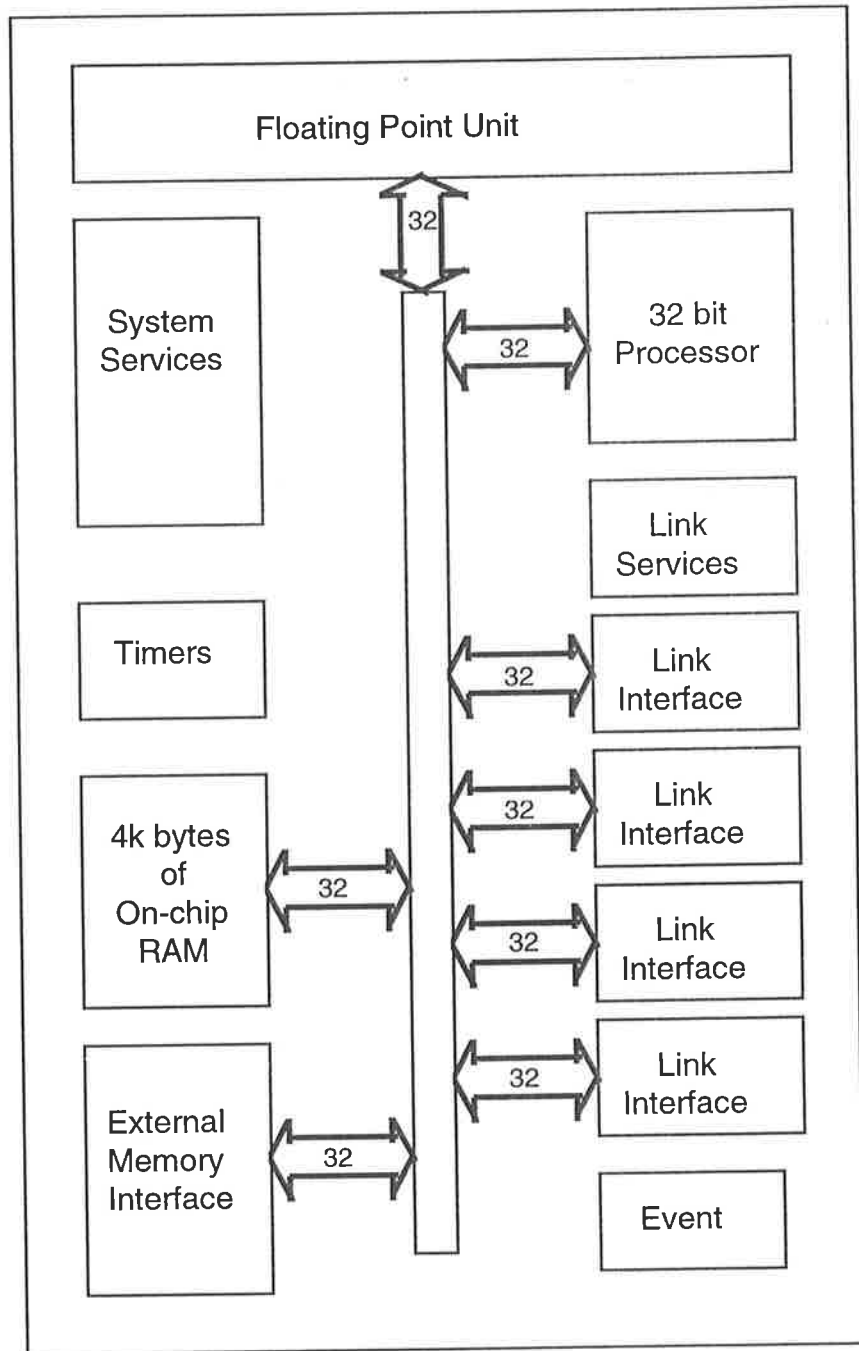 Floating Point Unit
32
System
Services
32
32 bit
Processor
Link
Services
Timers
32
Link
Interface
32
Link
Interface
4k bytes
of
On-chip
RAM
32
32
Link
Interface
32
Link
Interface
External
Memory
Interface
32
Event